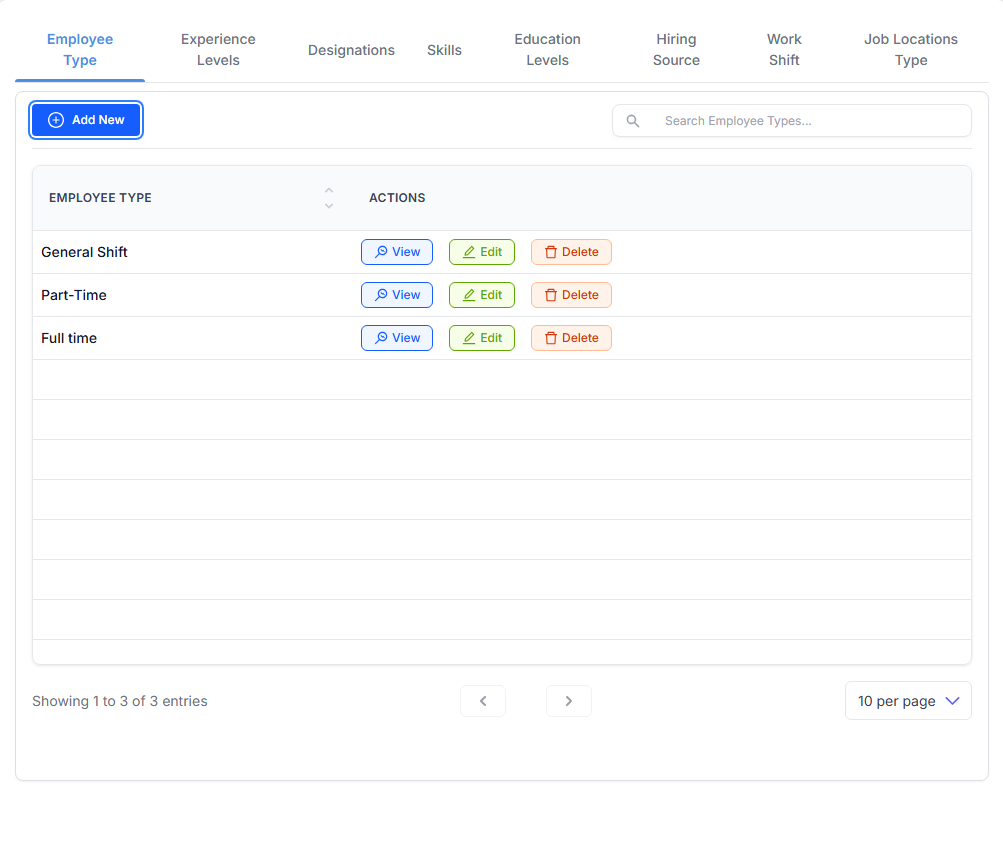 Employee
Type
Experience
Levels
Designations
Skills
Education
Levels
Hiring
Source
Work
Shift
Job Locations
Type
Add New
Search Employee Types...
EMPLOYEE TYPE
ACTIONS
General Shift View Edit Delete
Part-Time View Edit Delete
Full time View Edit Delete
Showing 1 to 3 of 3 entries
10 per page